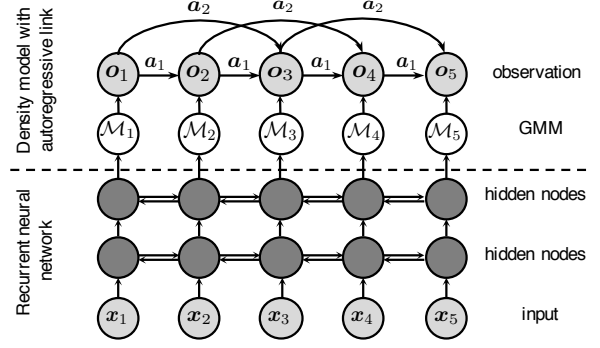 a₂ a₂ a₂
Density model with
autoregressive link
o₁ a₁ o₂ a₁ o₃ a₁ o₄ a₁ o₅ observation
ℳ₁ ℳ₂ ℳ₃ ℳ₄ ℳ₅ GMM
Recurrent neural
network
hidden nodes
hidden nodes
x₁ x₂ x₃ x₄ x₅ input